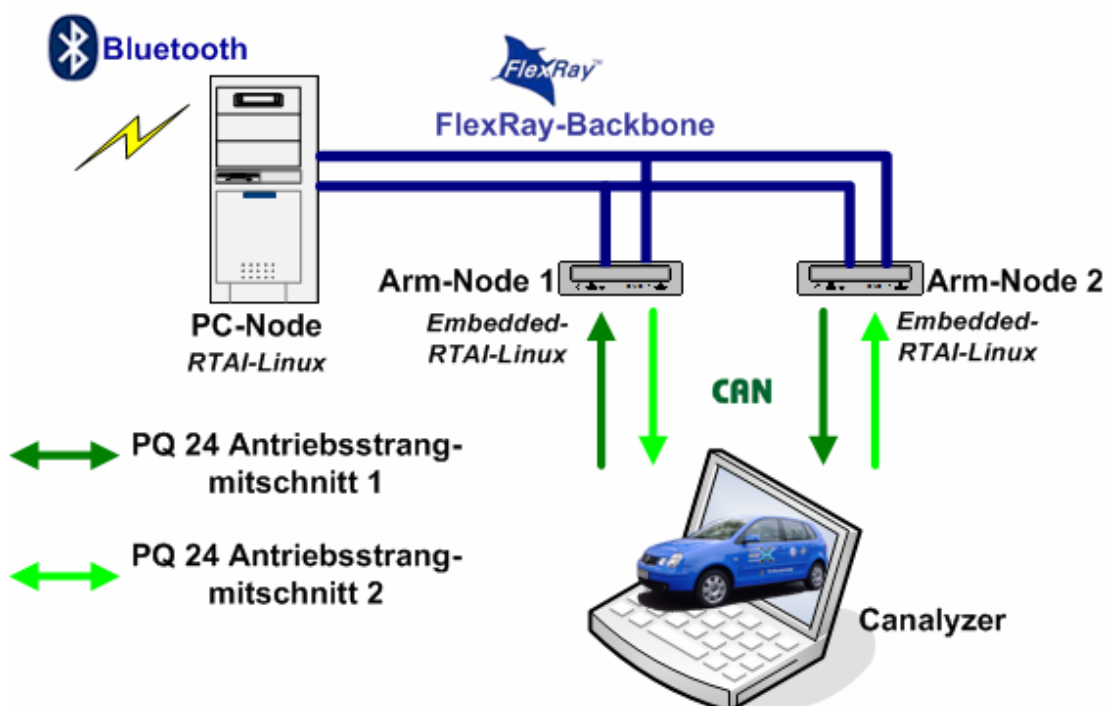 Bluetooth
FlexRay™
FlexRay-Backbone
Arm-Node 1
Arm-Node 2
PC-Node
RTAI-Linux
Embedded-
RTAI-Linux
Embedded-
RTAI-Linux
CAN
PQ 24 Antriebsstrang-
mitschnitt 1
PQ 24 Antriebsstrang-
mitschnitt 2
Canalyzer